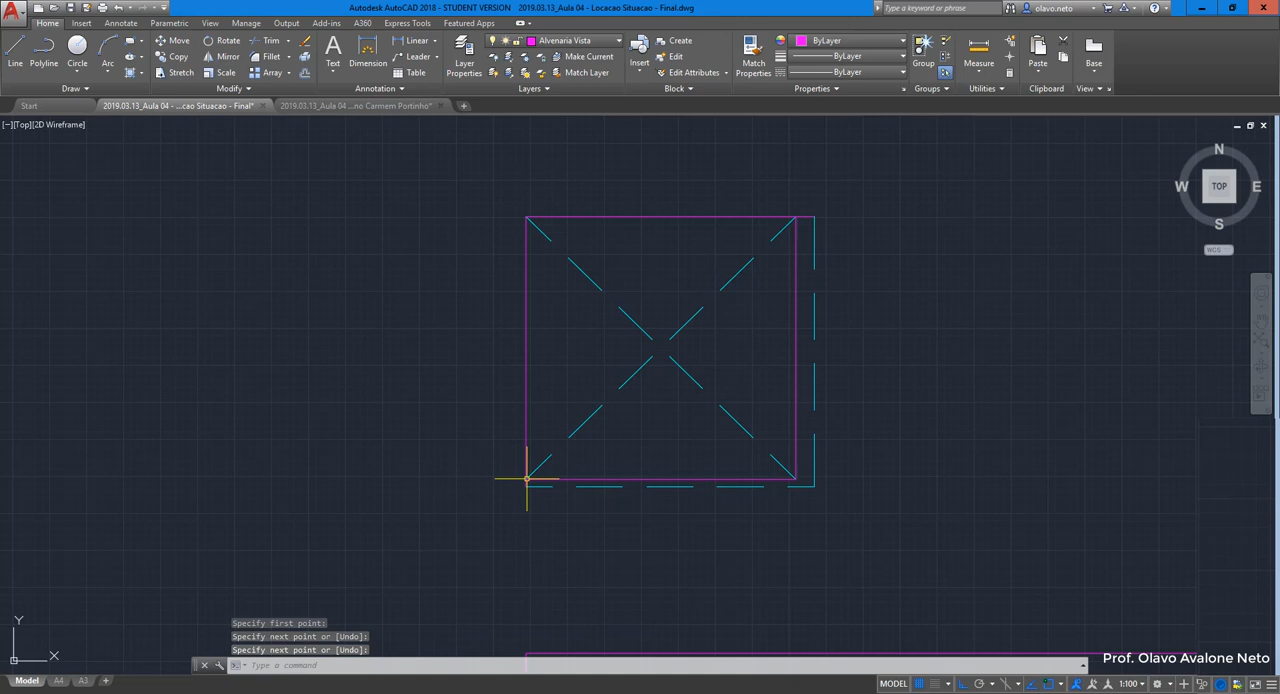 Autodesk AutoCAD 2018 - STUDENT VERSION 2019.03.13_Aula 04 - Locacao Situacao - Final.dwg
Type a keyword or phrase
olavo.neto
Home Insert Annotate Parametric View Manage Output Add-ins A360 Express Tools Featured Apps
Line Polyline Circle Arc
Move Rotate Trim
Copy Mirror Fillet
Stretch Scale Array
Text Dimension
Linear
Leader
Table
Layer Properties
Alvenaria Vista
Make Current
Match Layer
Insert
Create
Edit
Edit Attributes
Match Properties
ByLayer
ByLayer
ByLayer
Group
Measure
Paste
Base
Draw Modify Annotation Layers Block Properties Groups Utilities Clipboard View
Start 2019.03.13_Aula 04 - ...cao Situacao - Final* 2019.03.13_Aula 04 ...no Carmem Portinho*
[−][Top][2D Wireframe]
N
W TOP E
S
WCS
Y
X
Specify first point:
Specify next point or [Undo]:
Specify next point or [Undo]:
Type a command
Prof. Olavo Avalone Neto
Model A4 A3
MODEL 1:100